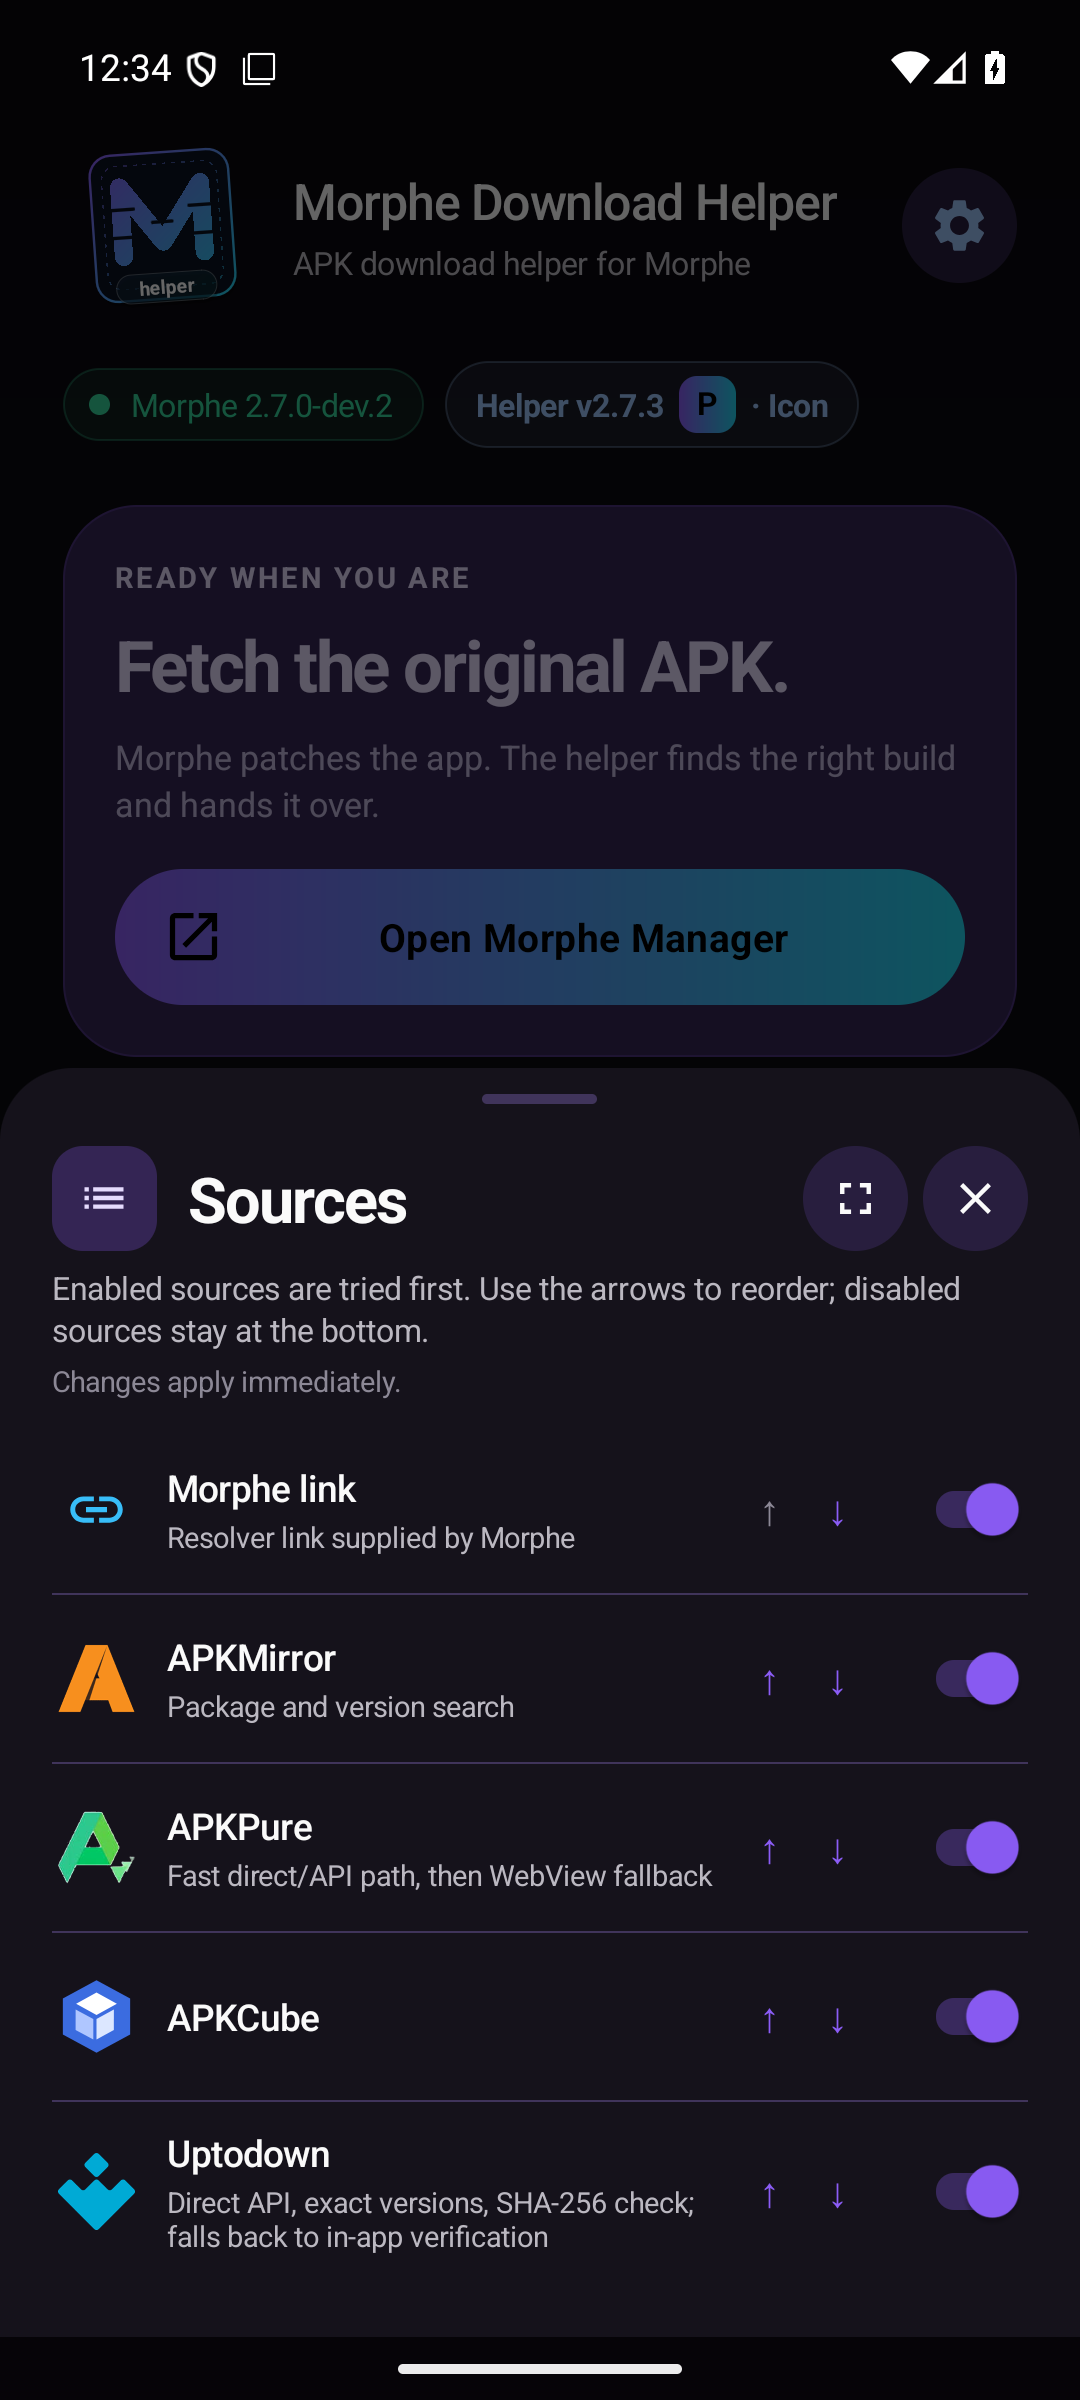 12:34
Morphe Download Helper
APK download helper for Morphe
helper
Morphe 2.7.0-dev.2
Helper v2.7.3 P · Icon
READY WHEN YOU ARE
Fetch the original APK.
Morphe patches the app. The helper finds the right build
and hands it over.
Open Morphe Manager
Sources
Enabled sources are tried first. Use the arrows to reorder; disabled
sources stay at the bottom.
Changes apply immediately.
Morphe link
Resolver link supplied by Morphe
↑ ↓
APKMirror
Package and version search
↑ ↓
APKPure
Fast direct/API path, then WebView fallback
↑ ↓
APKCube
↑ ↓
Uptodown
Direct API, exact versions, SHA-256 check;
falls back to in-app verification
↑ ↓